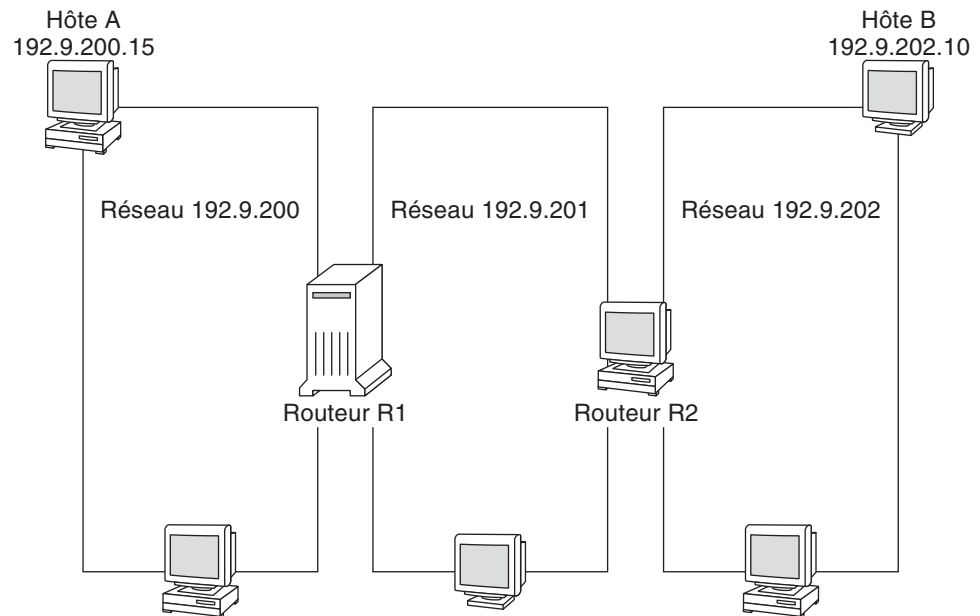 Hôte A
192.9.200.15
Hôte B
192.9.202.10
Réseau 192.9.200
Réseau 192.9.201
Réseau 192.9.202
Routeur R1
Routeur R2